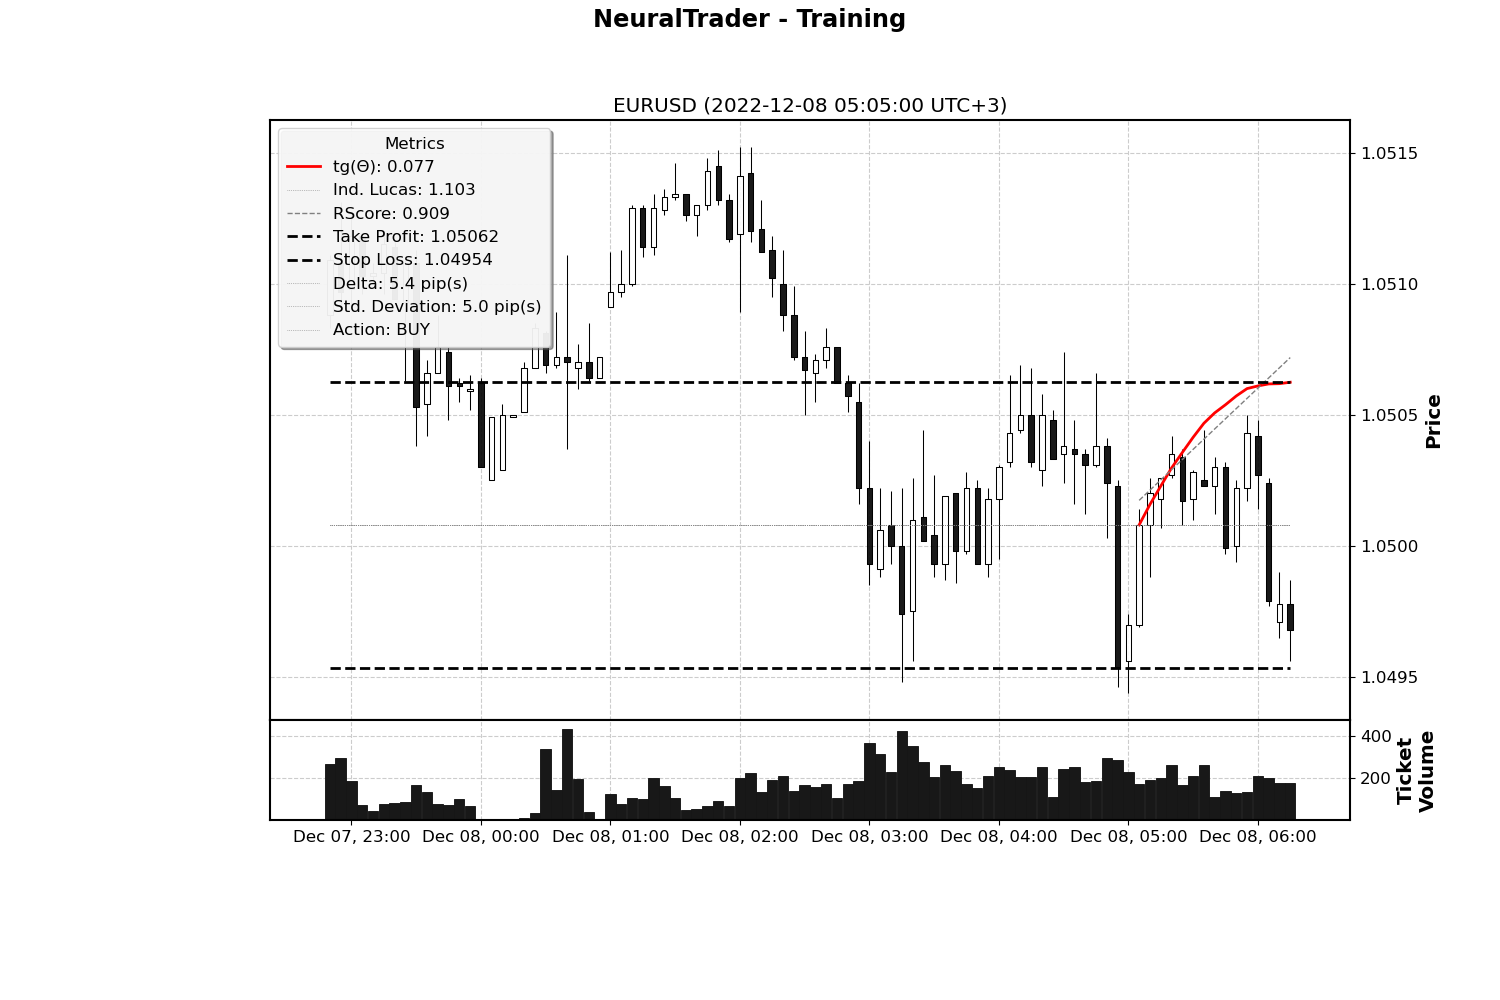 NeuralTrader - Training
EURUSD (2022-12-08 05:05:00 UTC+3)
Metrics
tg(Θ): 0.077
Ind. Lucas: 1.103
RScore: 0.909
Take Profit: 1.05062
Stop Loss: 1.04954
Delta: 5.4 pip(s)
Std. Deviation: 5.0 pip(s)
Action: BUY
1.0515
1.0510
1.0505
1.0500
1.0495
Price
400
200
Ticket
Volume
Dec 07, 23:00
Dec 08, 00:00
Dec 08, 01:00
Dec 08, 02:00
Dec 08, 03:00
Dec 08, 04:00
Dec 08, 05:00
Dec 08, 06:00